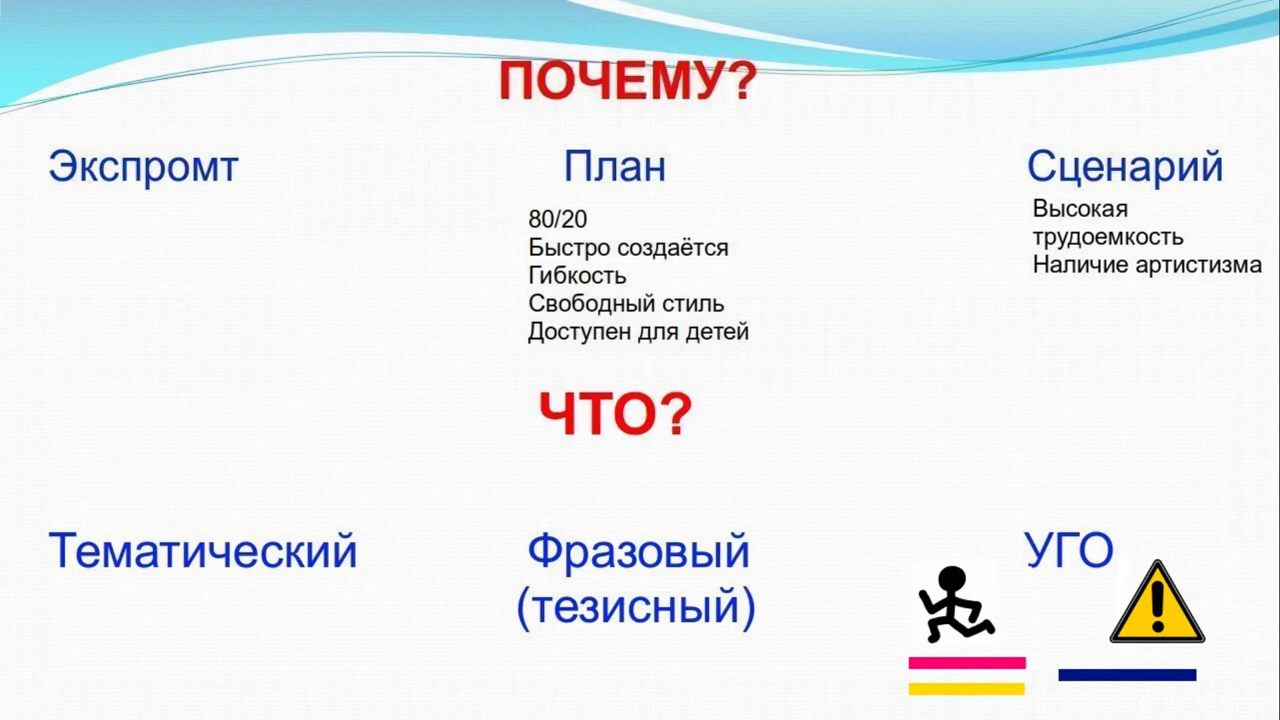 ПОЧЕМУ?
Экспромт
План
Сценарий
80/20
Быстро создаётся
Гибкость
Свободный стиль
Доступен для детей
Высокая
трудоемкость
Наличие артистизма
ЧТО?
Тематический
Фразовый
(тезисный)
УГО